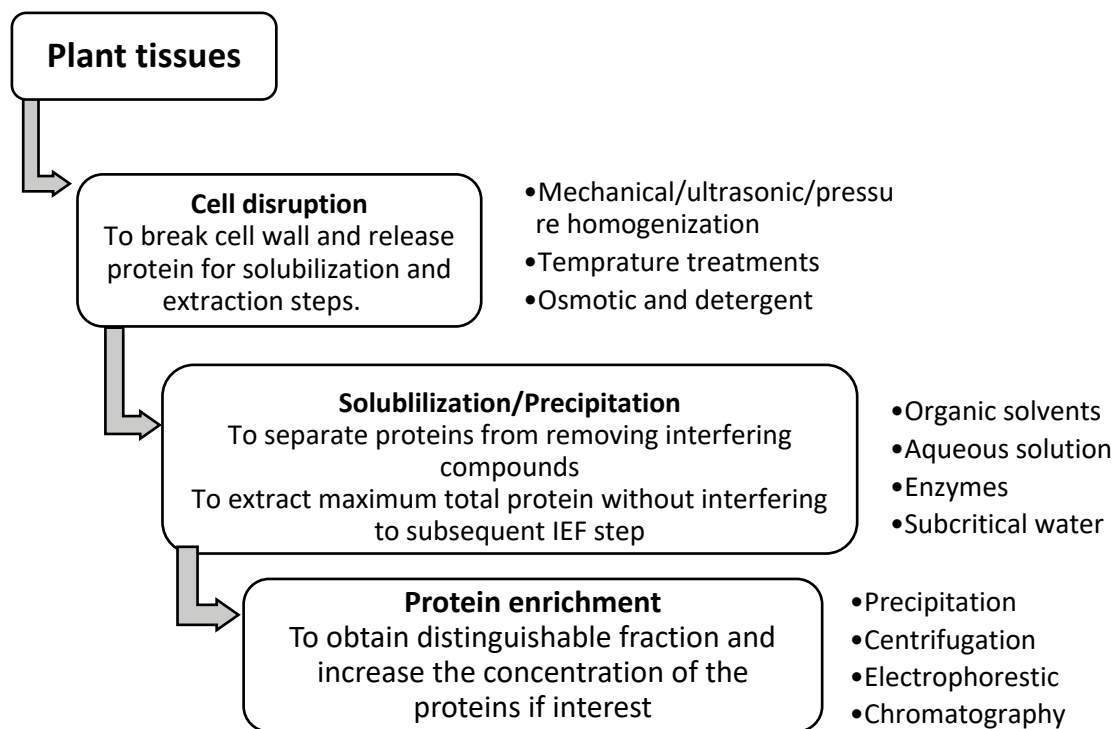 Plant tissues
Cell disruption
To break cell wall and release
protein for solubilization and
extraction steps.
•Mechanical/ultrasonic/pressu
re homogenization
•Temprature treatments
•Osmotic and detergent
Solublilization/Precipitation
To separate proteins from removing interfering
compounds
To extract maximum total protein without interfering
to subsequent IEF step
•Organic solvents
•Aqueous solution
•Enzymes
•Subcritical water
Protein enrichment
To obtain distinguishable fraction and
increase the concentration of the
proteins if interest
•Precipitation
•Centrifugation
•Electrophorestic
•Chromatography